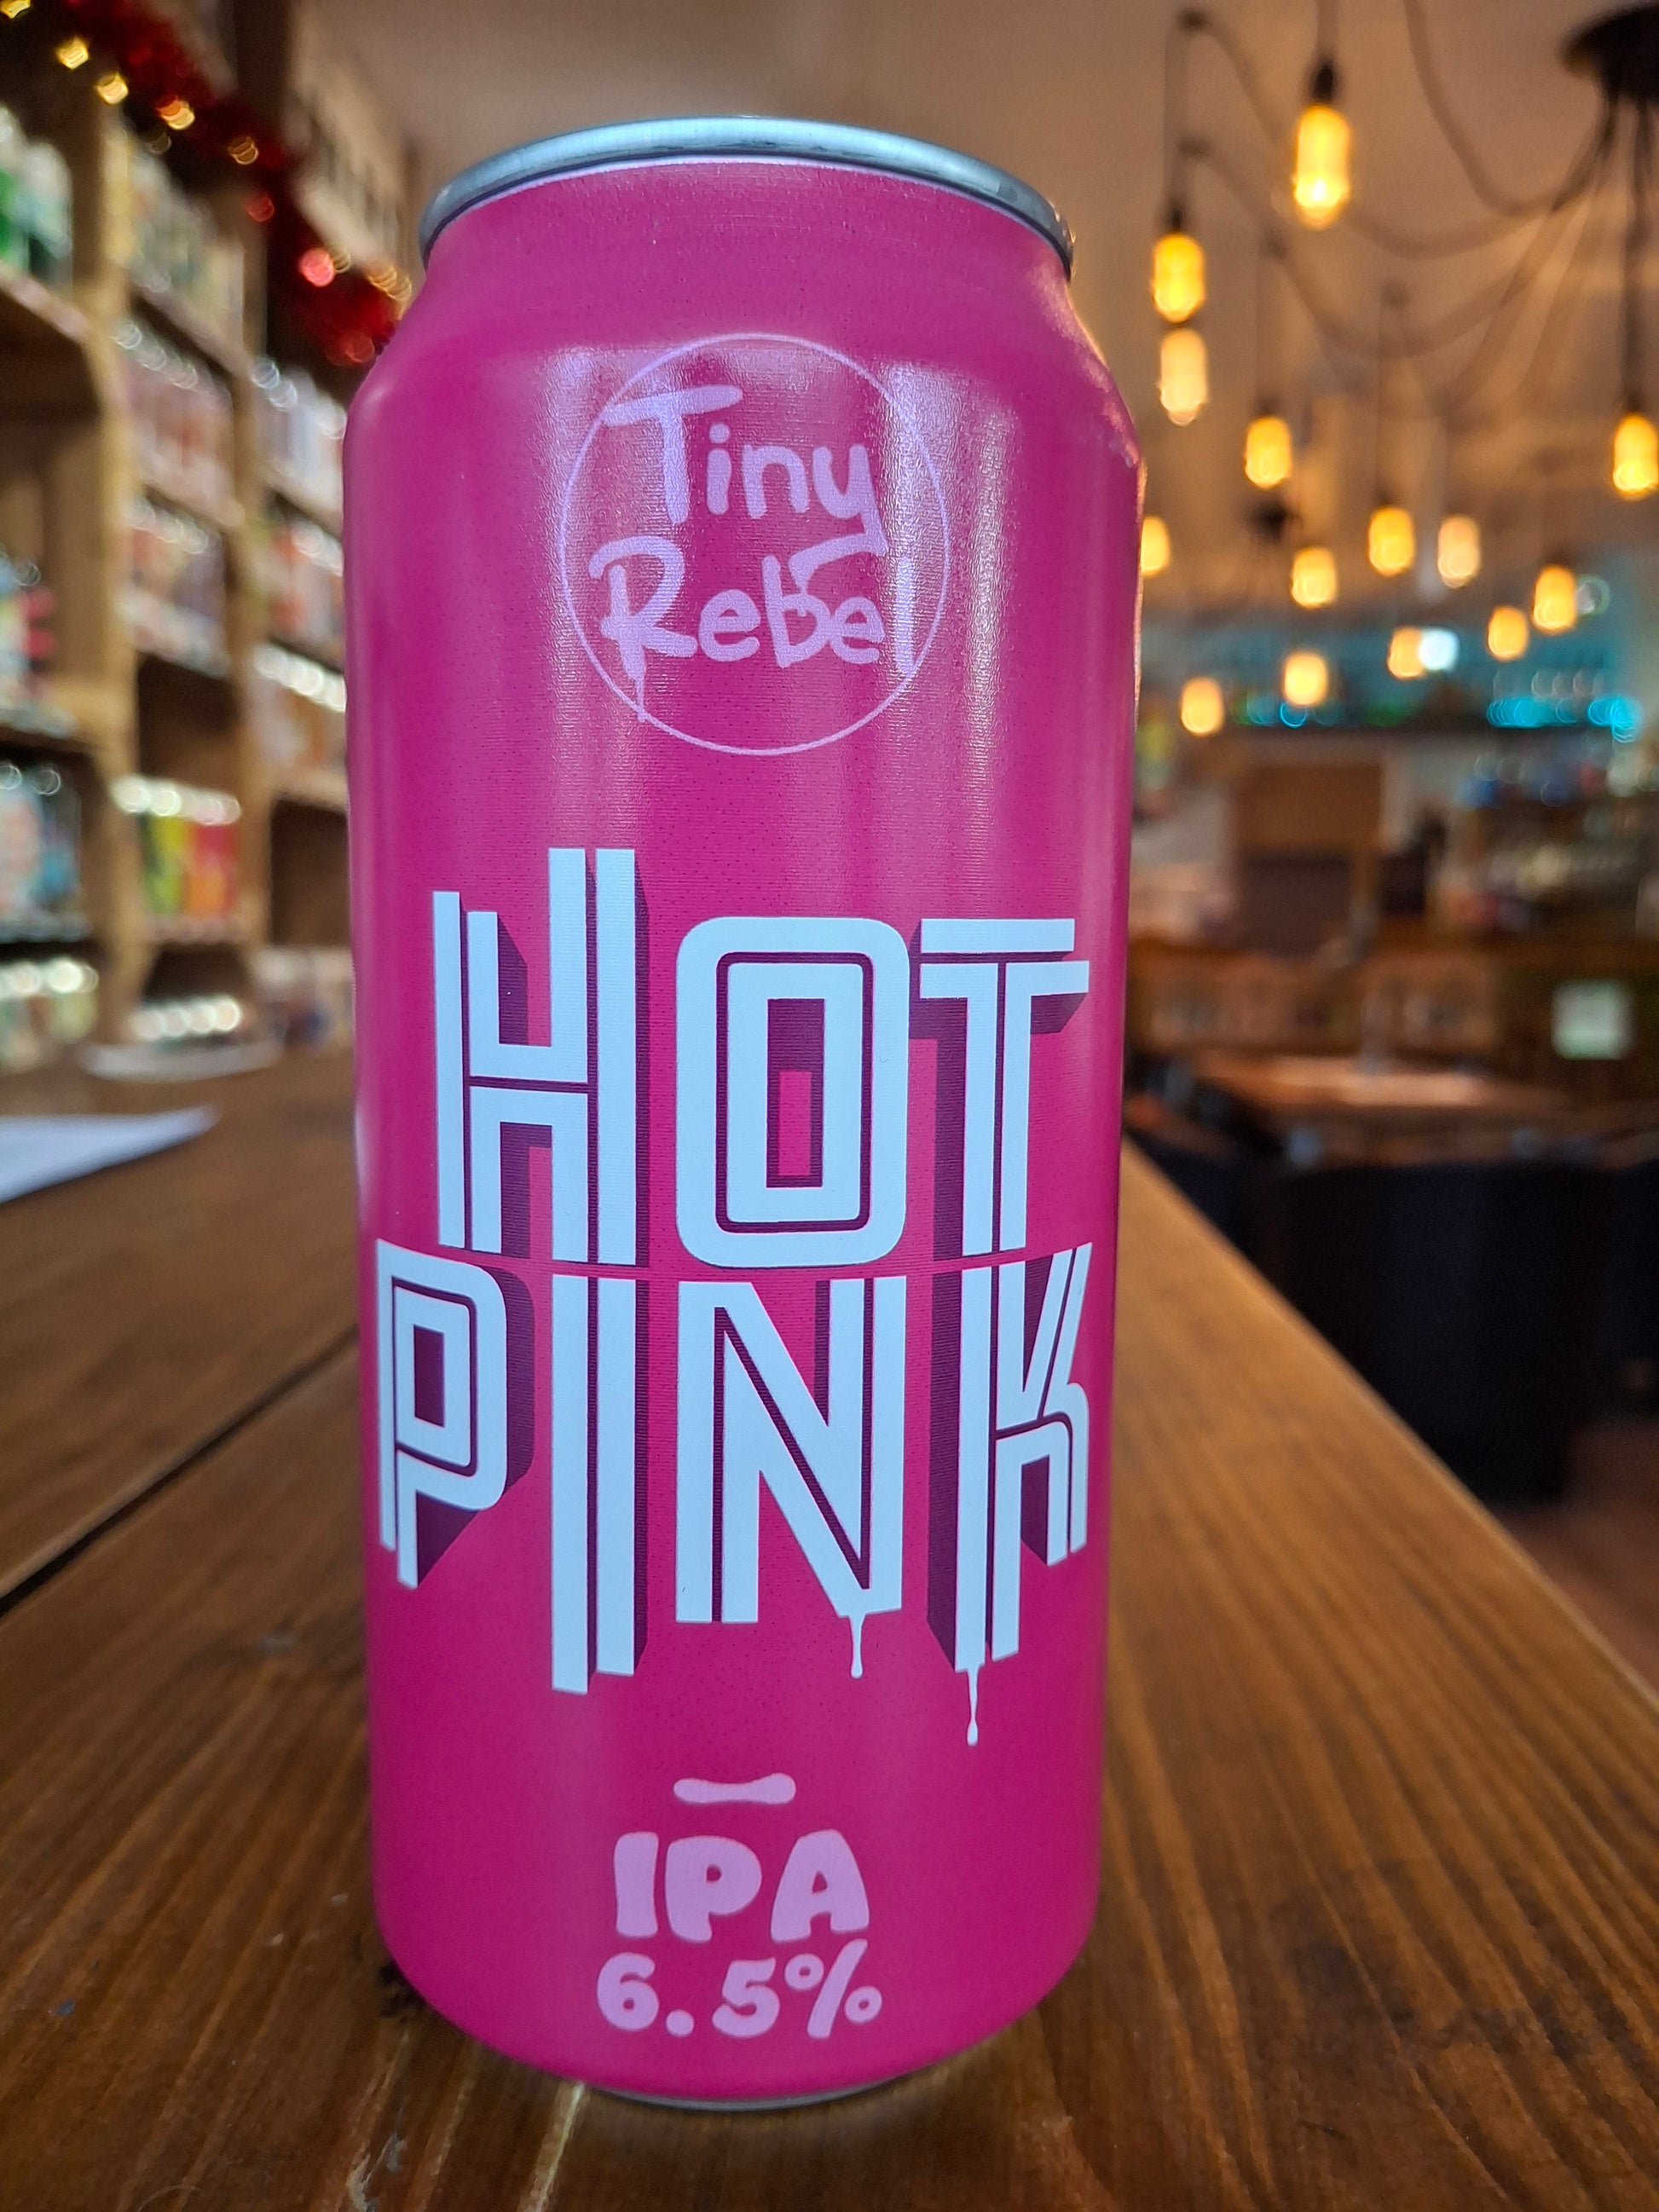 Tiny
Rebel
HOT
PINK
IPA
6.5%